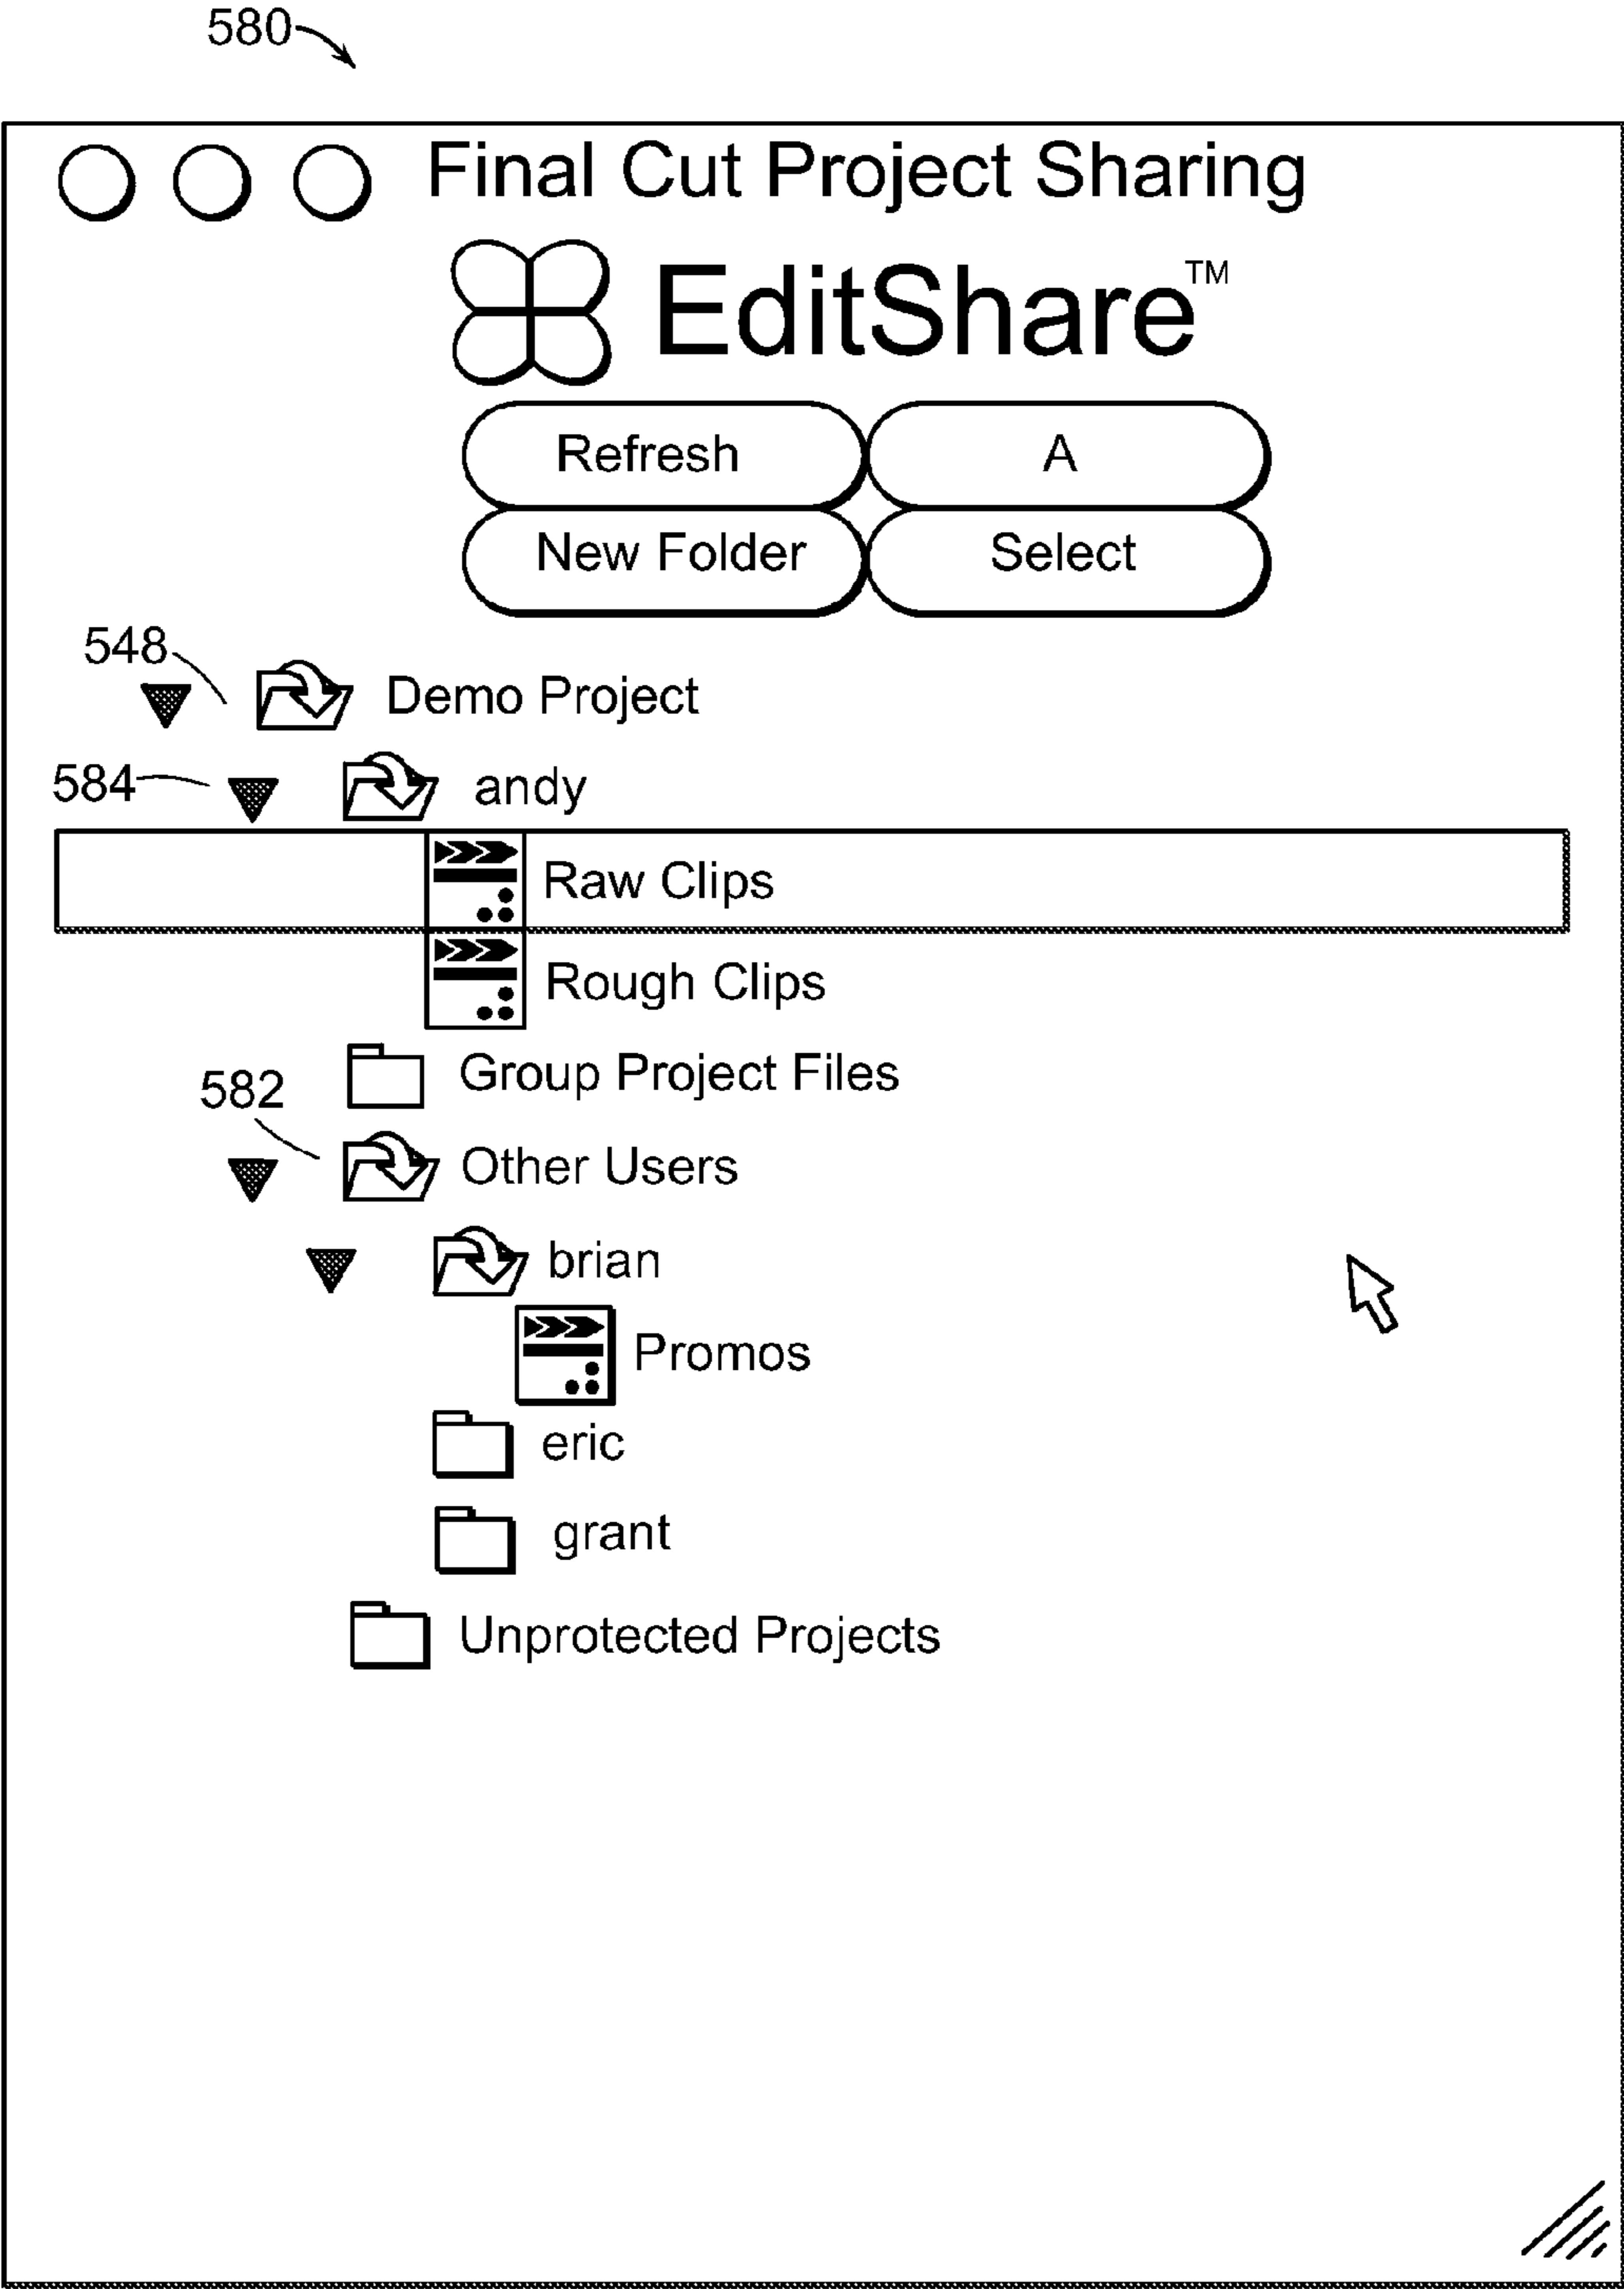 580
Final Cut Project Sharing
EditShare™
Refresh A
New Folder Select
548
Demo Project
584
andy
Raw Clips
Rough Clips
Group Project Files
582
Other Users
brian
Promos
eric
grant
Unprotected Projects